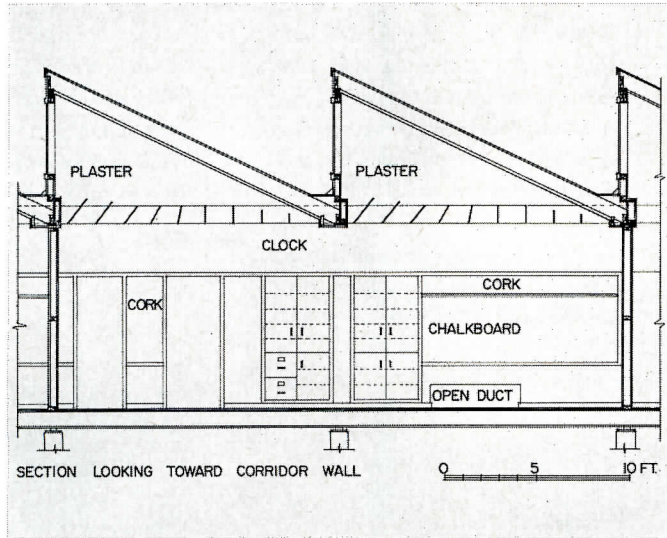 PLASTER PLASTER
CLOCK
CORK
CORK
CHALKBOARD
OPEN DUCT
SECTION LOOKING TOWARD CORRIDOR WALL
0 5 10 FT.